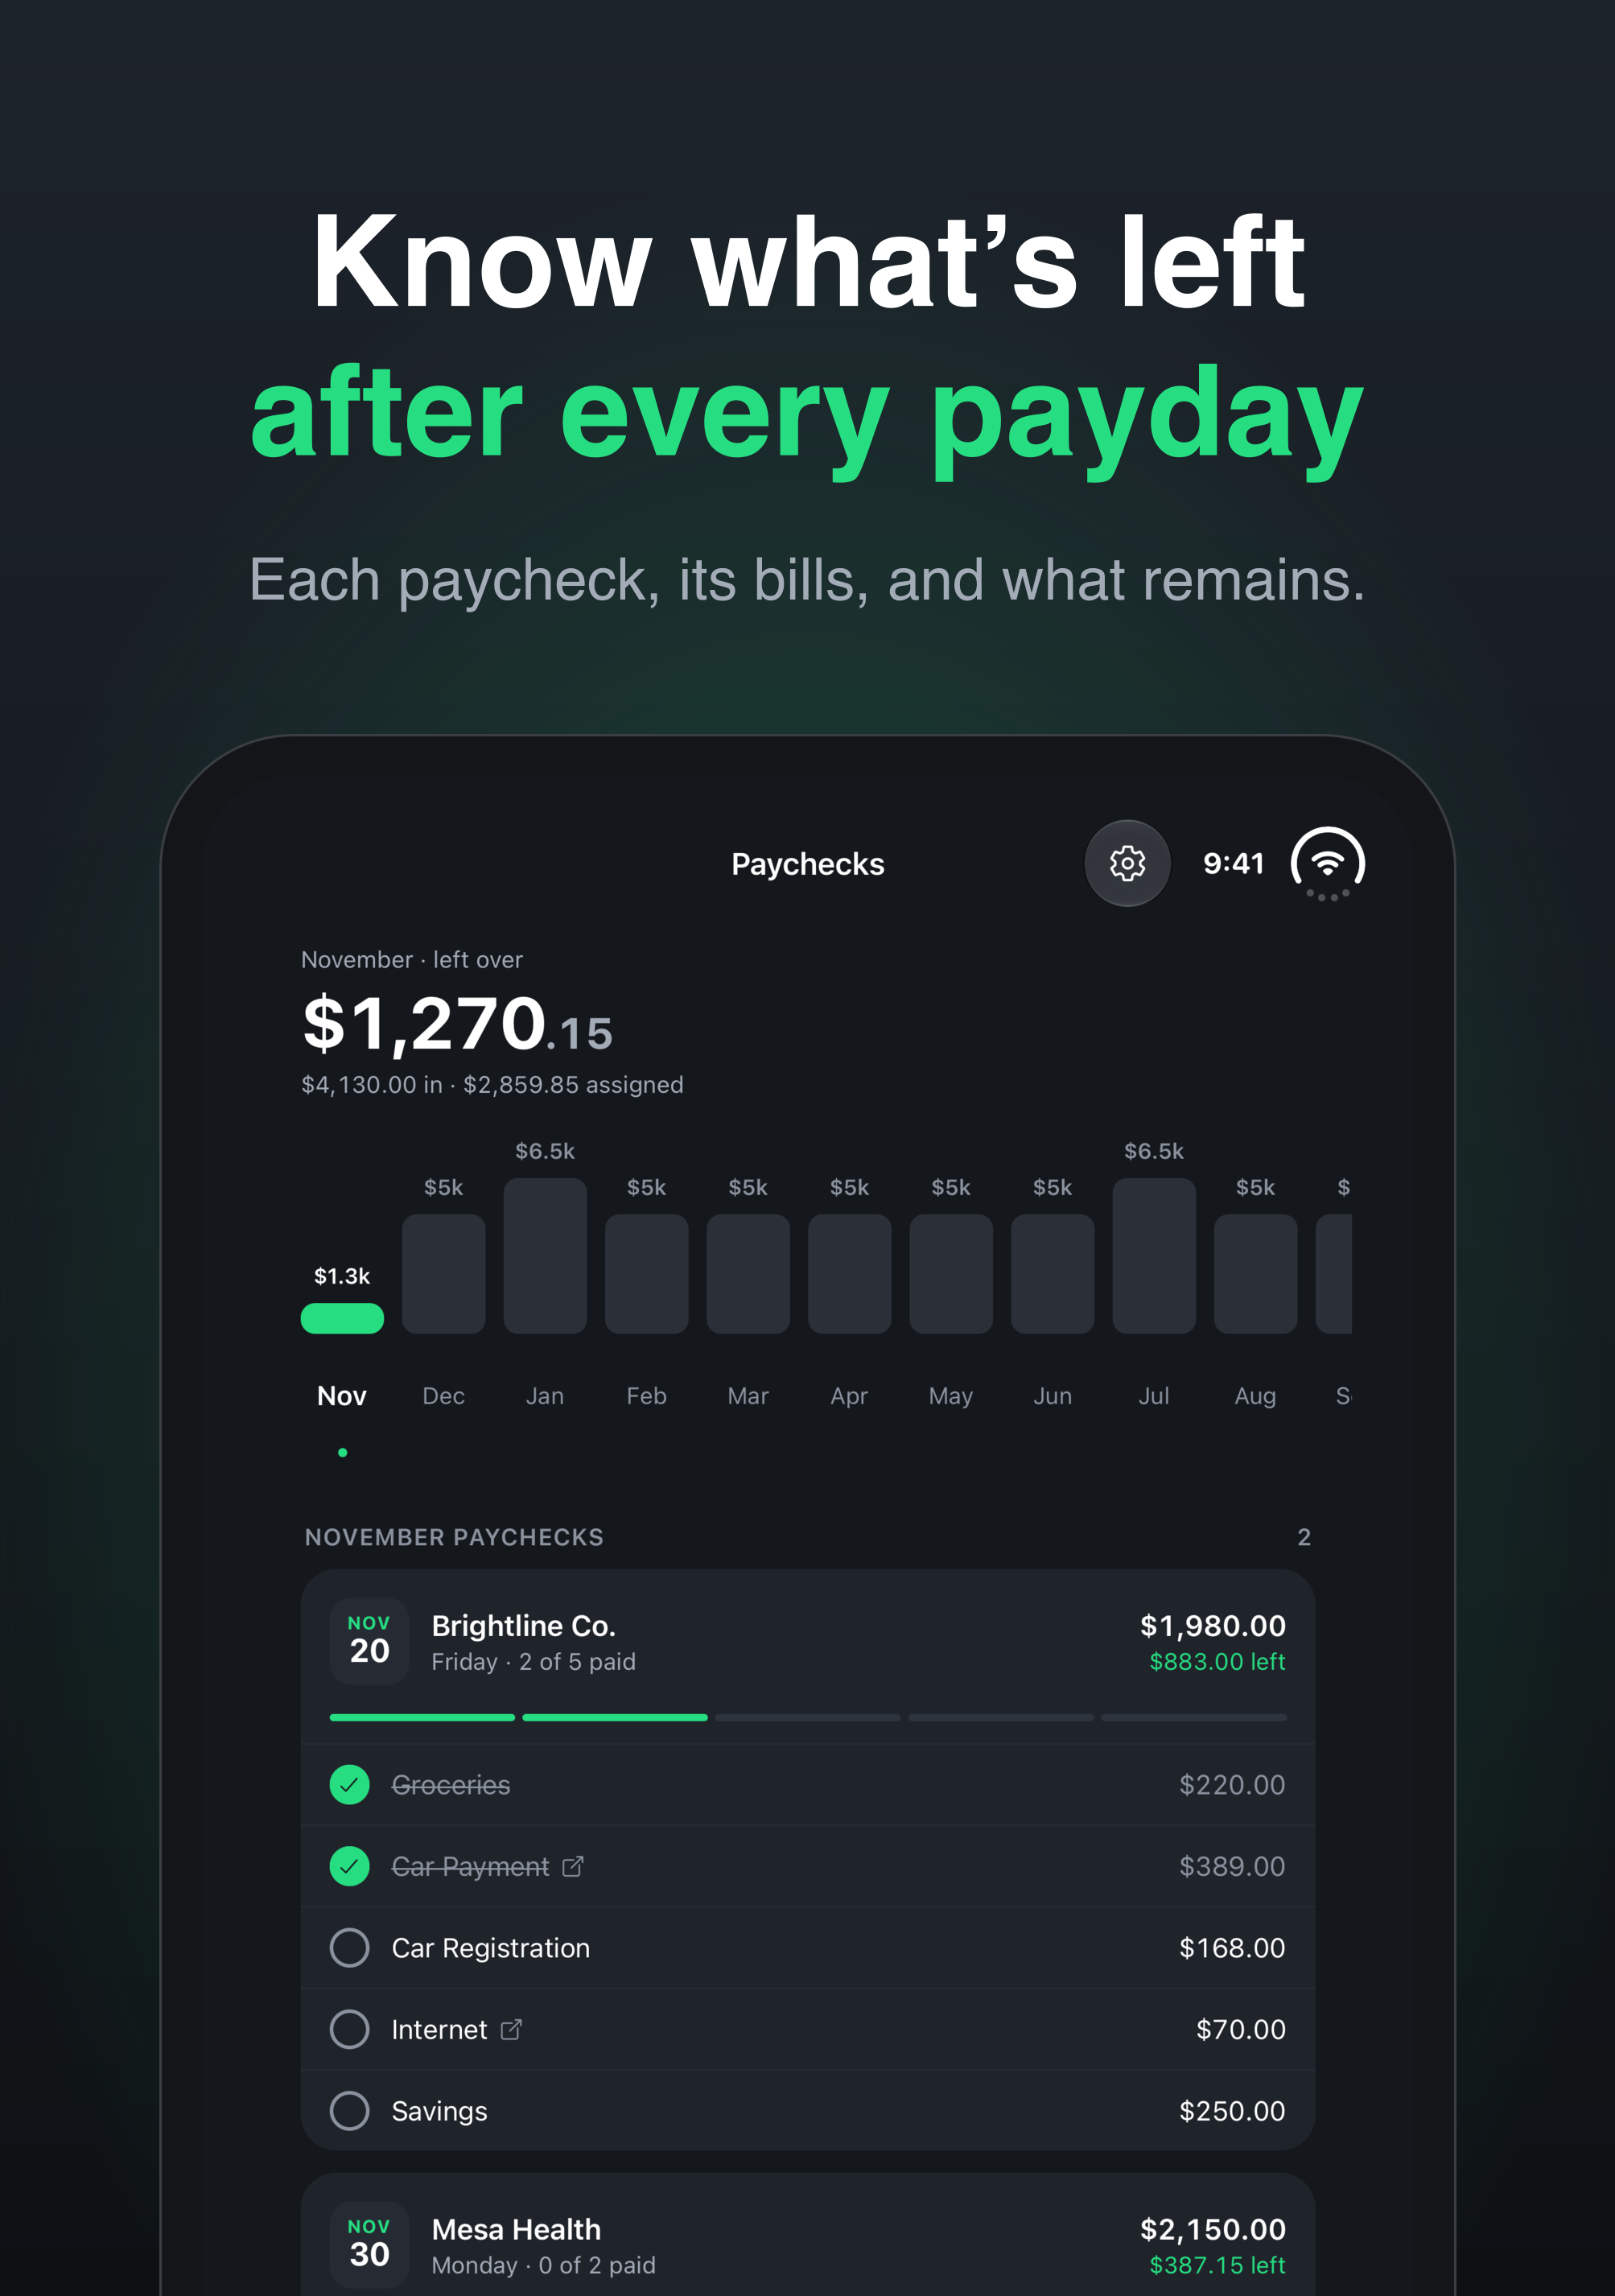 Know what’s left
after every payday
Each paycheck, its bills, and what remains.
Paychecks
9:41
November · left over
$1,270.15
$4,130.00 in · $2,859.85 assigned
$1.3k $5k $6.5k $5k $5k $5k $5k $5k $6.5k $5k $
Nov Dec Jan Feb Mar Apr May Jun Jul Aug S
NOVEMBER PAYCHECKS 2
NOV
20
Brightline Co. $1,980.00
Friday · 2 of 5 paid $883.00 left
Groceries $220.00
Car Payment $389.00
Car Registration $168.00
Internet $70.00
Savings $250.00
NOV
30
Mesa Health $2,150.00
Monday · 0 of 2 paid $387.15 left